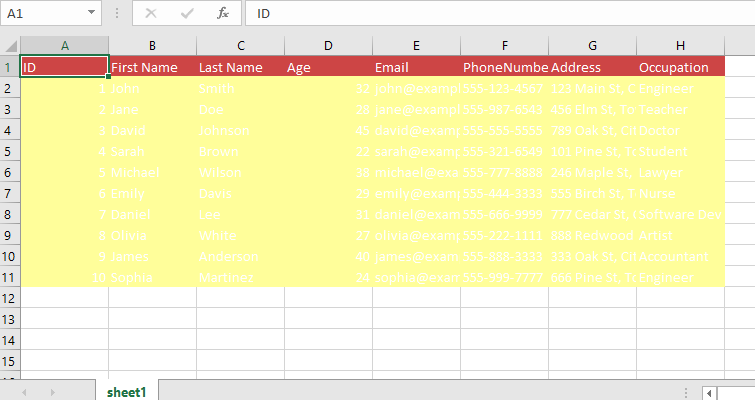 A1 fx ID
A B C D E F G H
1 ID First Name Last Name Age Email PhoneNumbe Address Occupation
2 1 John Smith 32 john@examp 555-123-4567 123 Main St, C Engineer
3 2 Jane Doe 28 jane@exampl 555-987-6543 456 Elm St, To Teacher
4 3 David Johnson 45 david@examp 555-555-5555 789 Oak St, Ci Doctor
5 4 Sarah Brown 22 sarah@exam 555-321-6549 101 Pine St, To Student
6 5 Michael Wilson 38 michael@exa 555-777-8888 246 Maple St, Lawyer
7 6 Emily Davis 29 emily@examp 555-444-3333 555 Birch St, Nurse
8 7 Daniel Lee 31 daniel@exam 555-666-9999 777 Cedar St, Software Dev
9 8 Olivia White 27 olivia@exam 555-222-1111 888 Redwood Artist
10 9 James Anderson 40 james@exam 555-888-3333 333 Oak St, Ci Accountant
11 10 Sophia Martinez 24 sophia@exam 555-999-7777 666 Pine St, To Engineer
12
13
14
15
sheet1